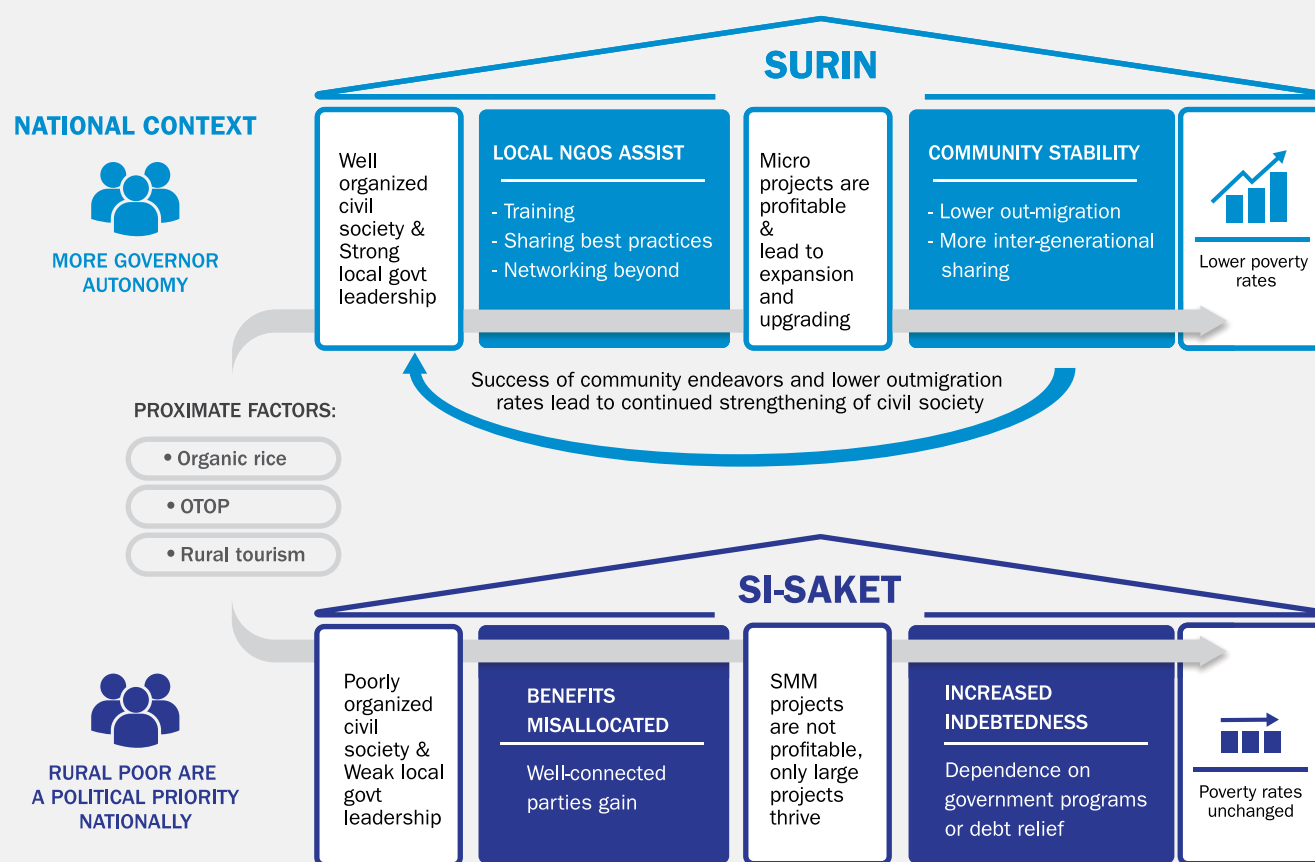 SURIN
NATIONAL CONTEXT
MORE GOVERNOR
AUTONOMY
Well
organized
civil
society &
Strong
local govt
leadership
LOCAL NGOS ASSIST
- Training
- Sharing best practices
- Networking beyond
Micro
projects are
profitable
&
lead to
expansion
and
upgrading
COMMUNITY STABILITY
- Lower out-migration
- More inter-generational
sharing
Lower poverty
rates
Success of community endeavors and lower outmigration
rates lead to continued strengthening of civil society
PROXIMATE FACTORS:
• Organic rice
• OTOP
• Rural tourism
SI-SAKET
RURAL POOR ARE
A POLITICAL PRIORITY
NATIONALLY
Poorly
organized
civil
society &
Weak local
govt
leadership
BENEFITS
MISALLOCATED
Well-connected
parties gain
SMM
projects
are not
profitable,
only large
projects
thrive
INCREASED
INDEBTEDNESS
Dependence on
government programs
or debt relief
Poverty rates
unchanged